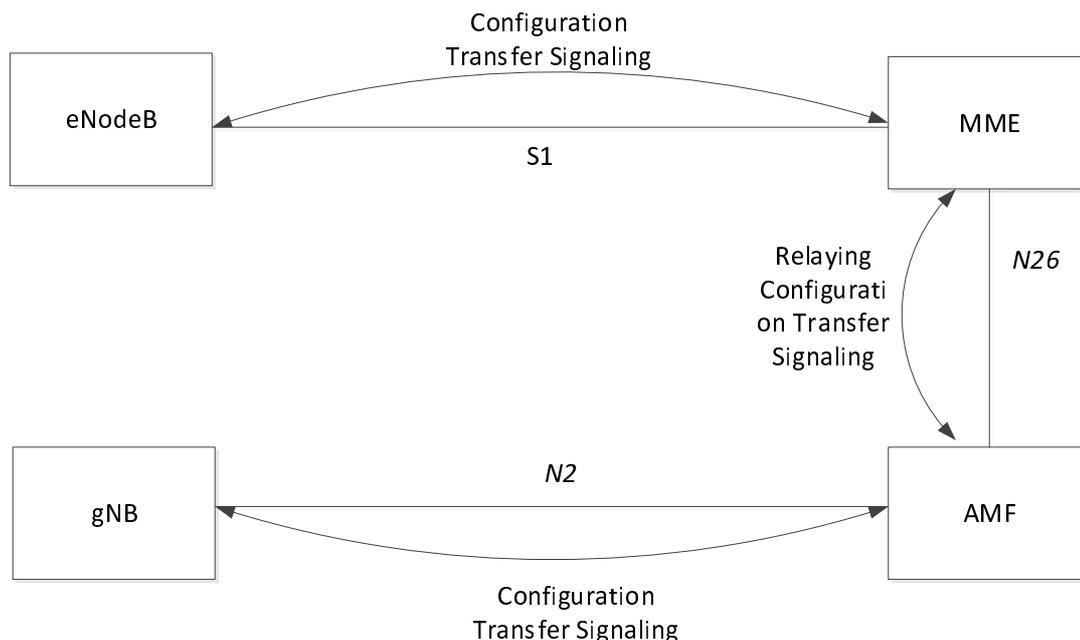 Configuration
Transfer Signaling
eNodeB
MME
S1
Relaying
Configurati
on Transfer
Signaling
N26
N2
gNB
AMF
Configuration
Transfer Signaling